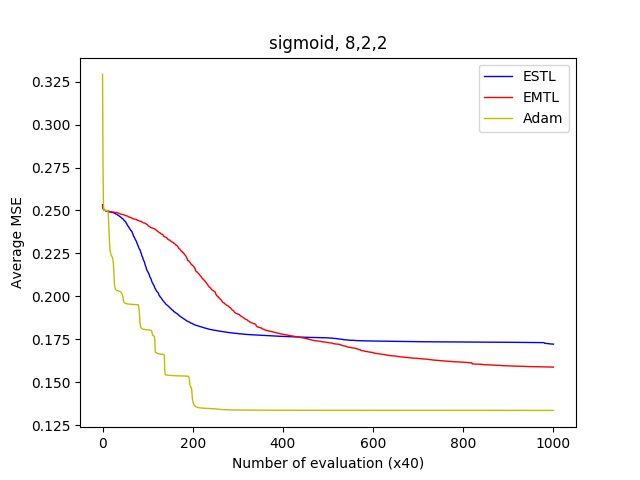 sigmoid, 8,2,2
ESTL
EMTL
Adam
Average MSE
0.325
0.300
0.275
0.250
0.225
0.200
0.175
0.150
0.125
0 200 400 600 800 1000
Number of evaluation (x40)